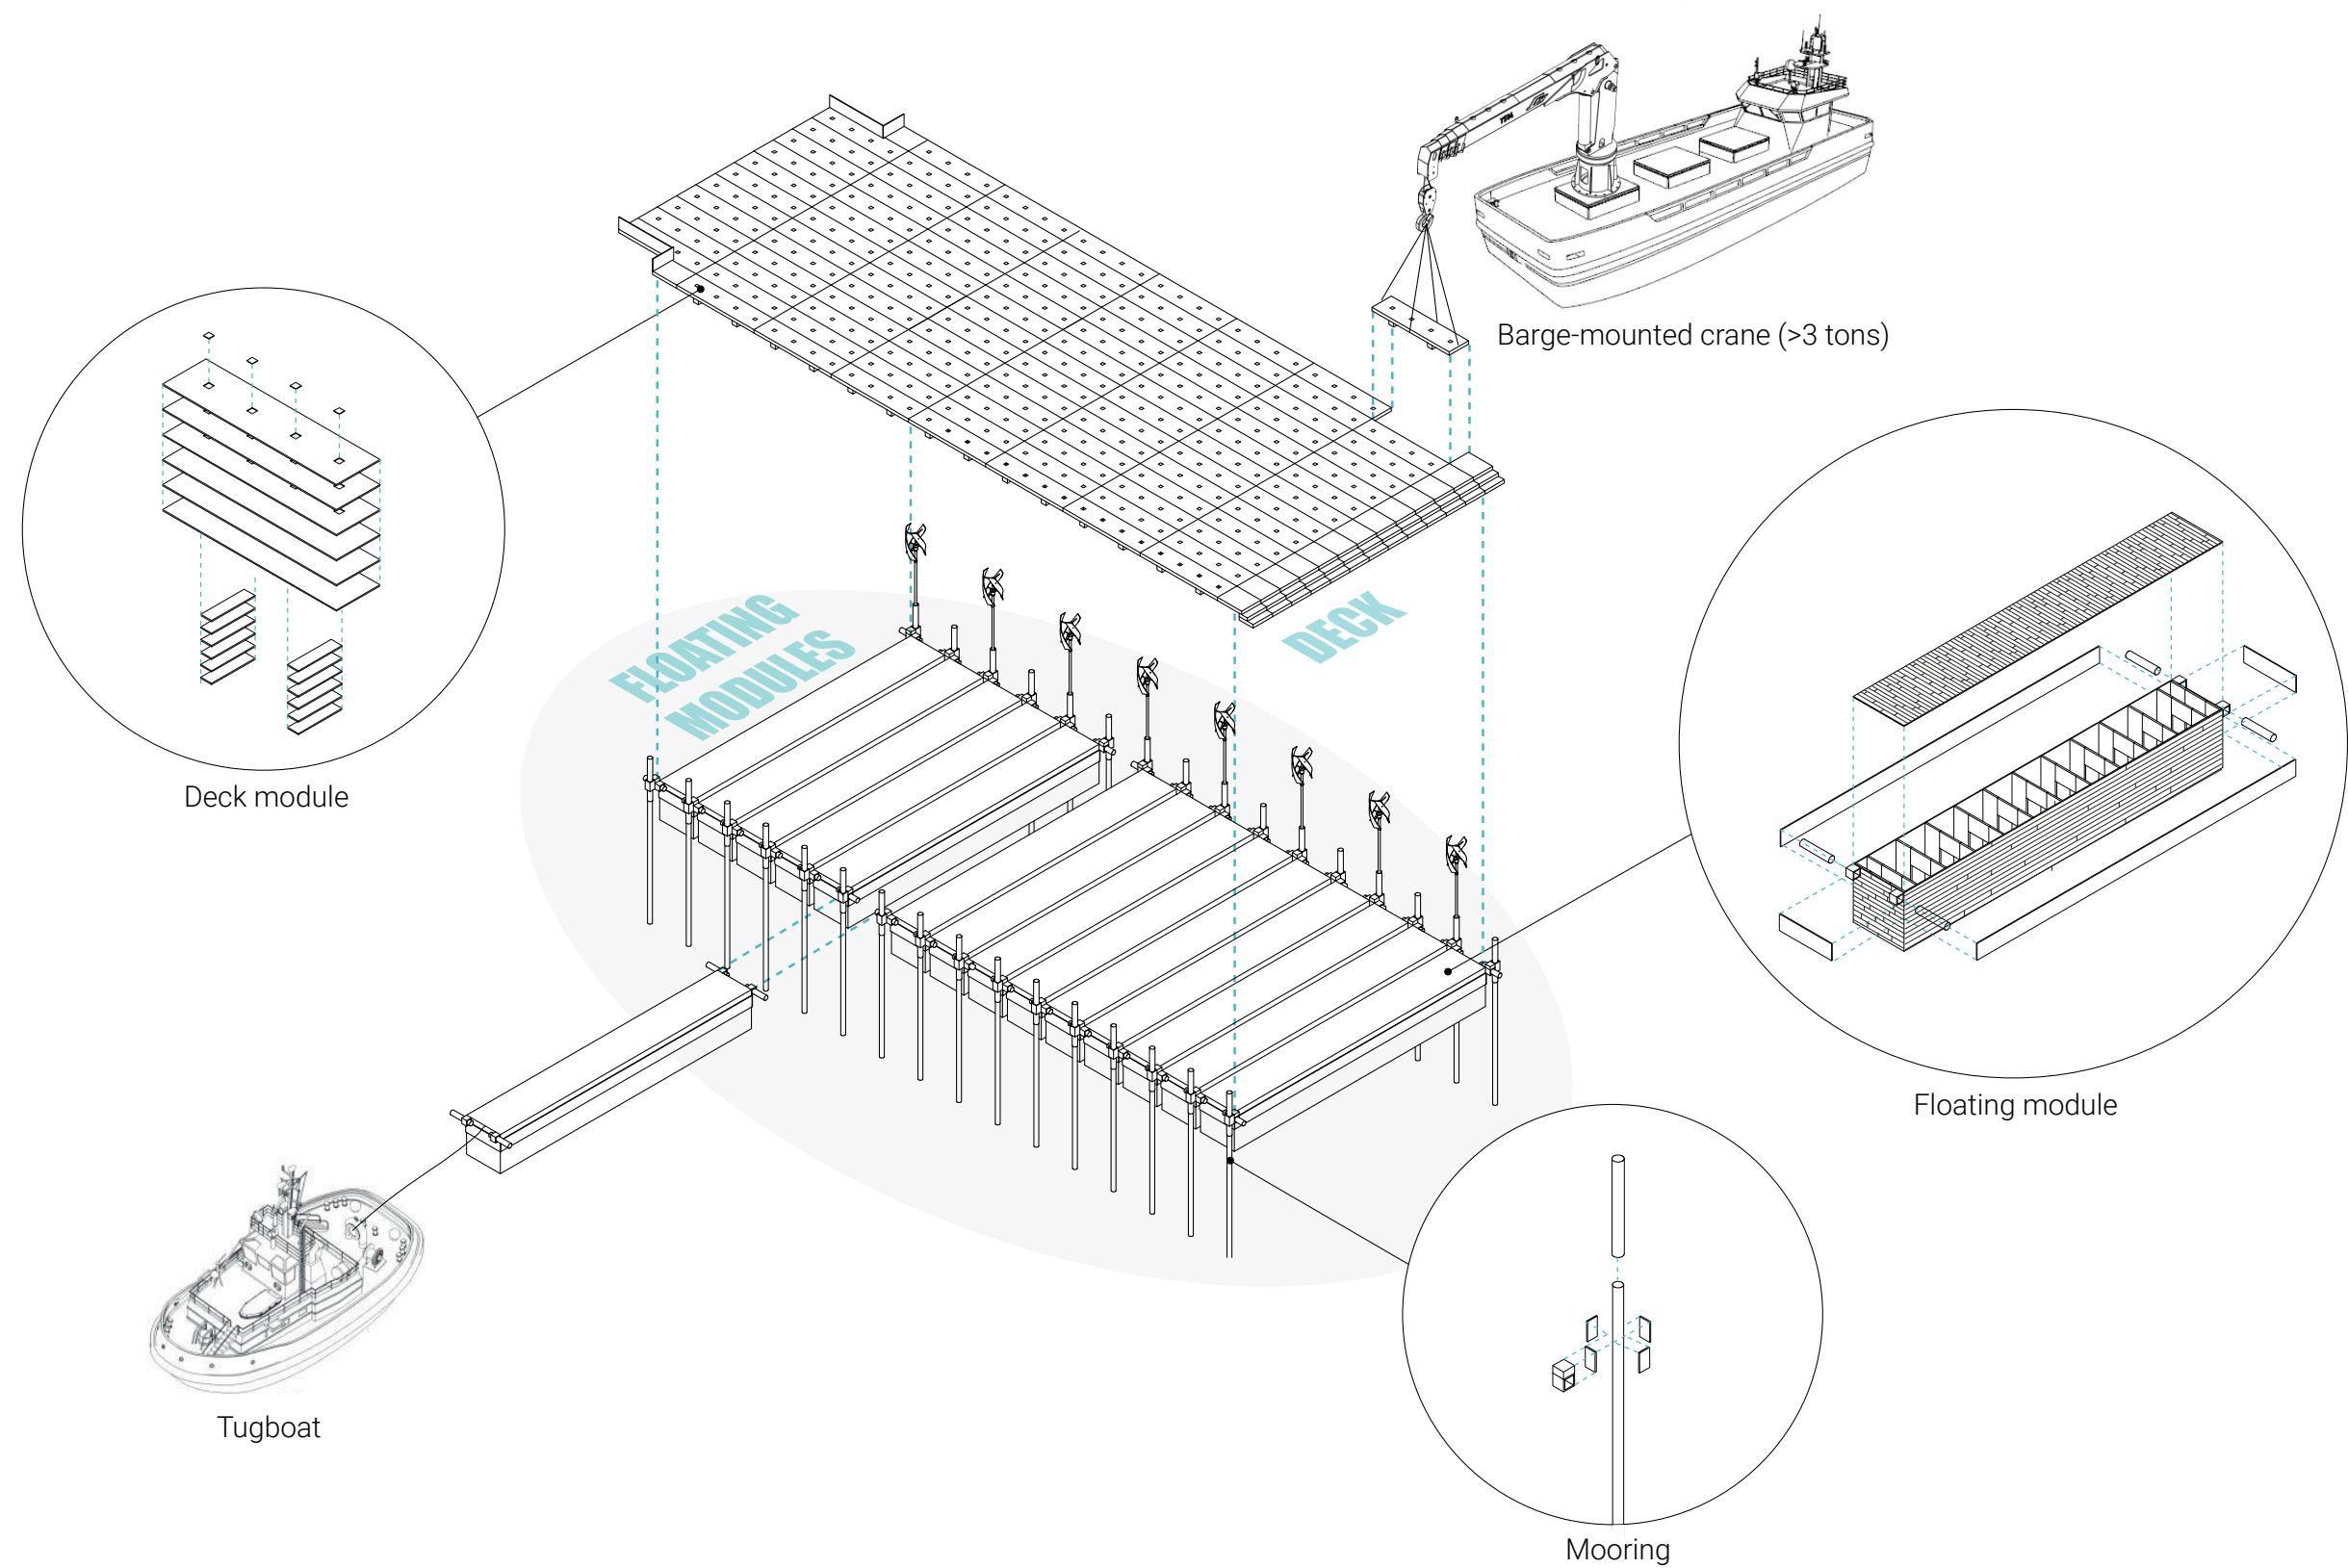 Barge-mounted crane (>3 tons)
FLOATING
MODULES
DECK
Deck module
Floating module
Tugboat
Mooring